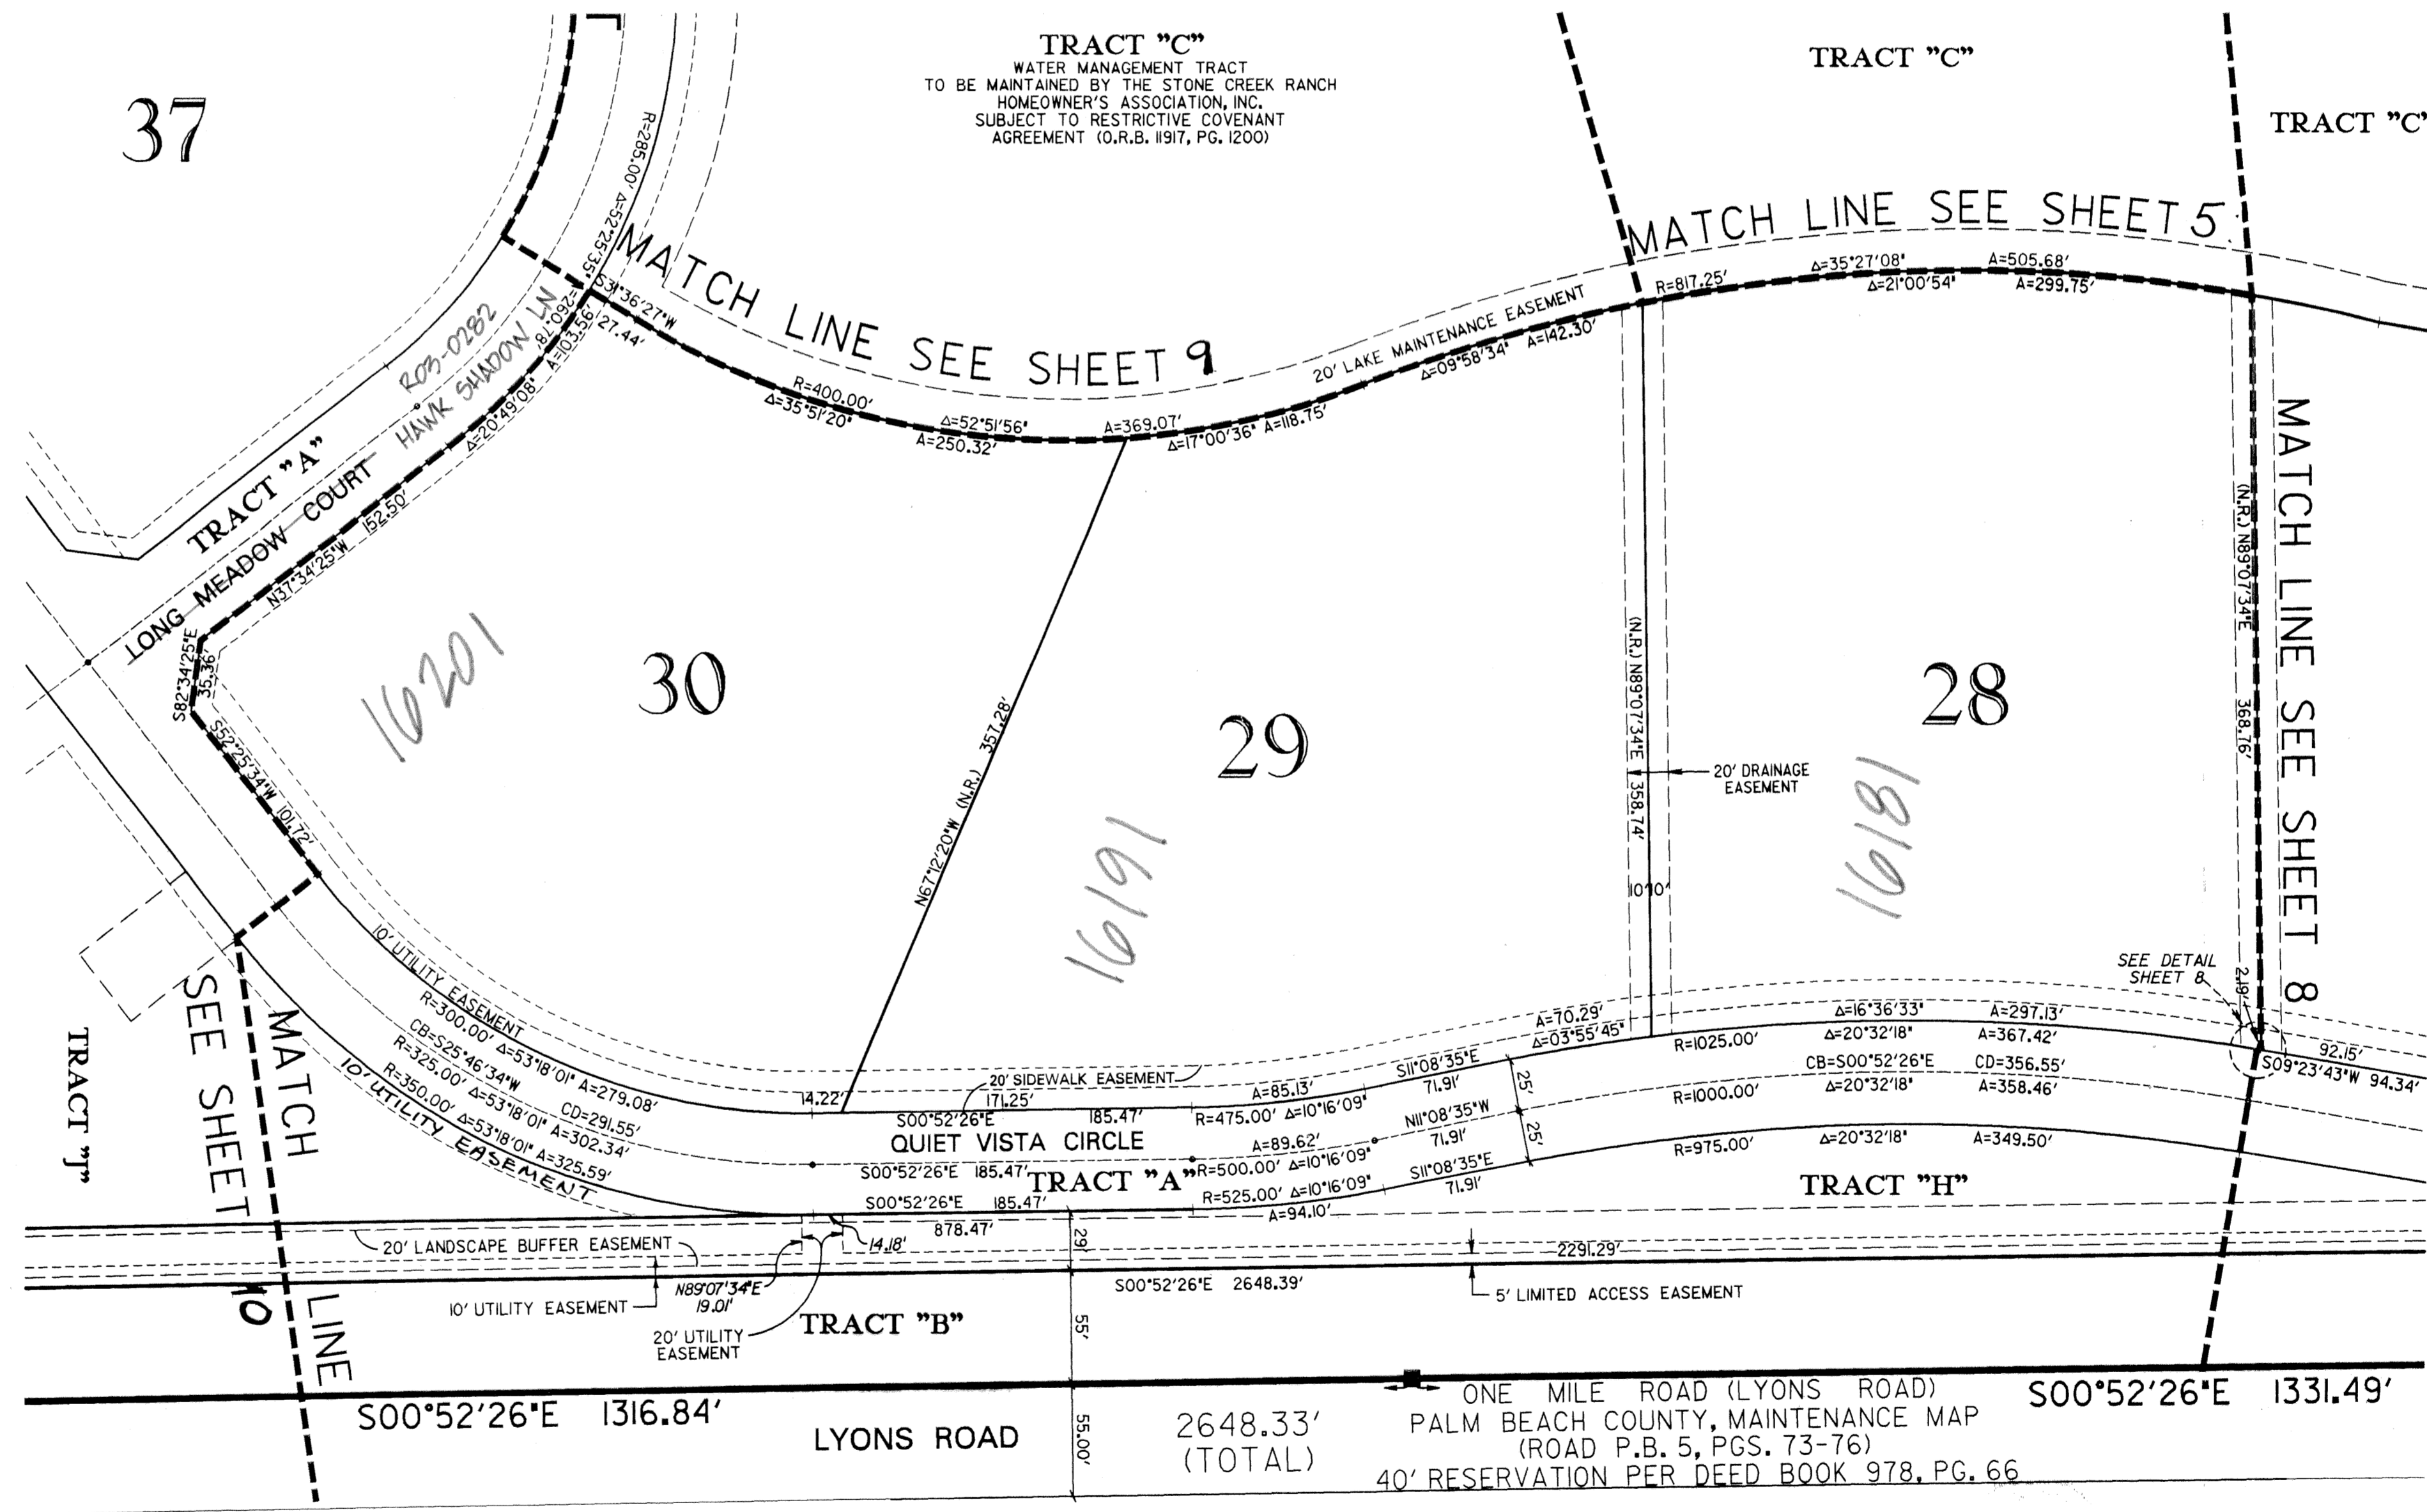 37
TRACT "C"
WATER MANAGEMENT TRACT
TO BE MAINTAINED BY THE STONE CREEK RANCH
HOMEOWNER'S ASSOCIATION, INC.
SUBJECT TO RESTRICTIVE COVENANT
AGREEMENT (O.R.B. 11917, PG. 1200)
TRACT "C"
TRACT "C"
R=285.00' Δ=52°25'35"
=260.78'
MATCH LINE SEE SHEET 9
MATCH LINE SEE SHEET 5
S31°36'27"W
27.44'
R=817.25'
Δ=35°27'08" A=505.68'
Δ=21°00'54" A=299.75'
20' LAKE MAINTENANCE EASEMENT
Δ=09°58'34" A=142.30'
R=400.00'
Δ=35°51'20"
Δ=52°51'56" A=369.07'
A=250.32'
Δ=17°00'36" A=118.75'
R03-0282
HAWK SHADOW LN
Δ=20°49'08" A=103.56'
TRACT "A"
LONG MEADOW COURT
152.50'
N37°34'25"W
S82°34'25"E
35.36'
S52°25'34"W 101.72'
16201
30
N67°12'20"W (N.R.) 357.28'
29
16191
(N.R.) N89°07'34"E 358.74'
20' DRAINAGE
EASEMENT
10' 10'
28
16181
(N.R.) N89°07'34"E
368.76'
MATCH LINE SEE SHEET 8
SEE DETAIL
SHEET 8
2.19'
10' UTILITY EASEMENT
R=300.00' Δ=53°18'01" A=279.08'
CB=S25°46'34"W CD=291.55'
R=325.00' Δ=53°18'01" A=302.34'
R=350.00' Δ=53°18'01" A=325.59'
10' UTILITY EASEMENT
TRACT "J"
MATCH LINE
SEE SHEET 10
14.22'
20' SIDEWALK EASEMENT
171.25'
S00°52'26"E 185.47'
QUIET VISTA CIRCLE
S00°52'26"E 185.47'
TRACT "A"
S00°52'26"E 185.47'
878.47'
A=85.13'
R=475.00' Δ=10°16'09"
A=89.62'
R=500.00' Δ=10°16'09"
R=525.00' Δ=10°16'09"
A=94.10'
S11°08'35"E
71.91'
N11°08'35"W
71.91'
S11°08'35"E
71.91'
25'
25'
A=70.29'
Δ=03°55'45"
Δ=16°36'33" A=297.13'
R=1025.00' Δ=20°32'18" A=367.42'
CB=S00°52'26"E CD=356.55'
R=1000.00' Δ=20°32'18" A=358.46'
R=975.00' Δ=20°32'18" A=349.50'
92.15'
S09°23'43"W 94.34'
TRACT "H"
20' LANDSCAPE BUFFER EASEMENT
14.18'
29'
2291.29'
10' UTILITY EASEMENT
N89°07'34"E
19.01'
20' UTILITY
EASEMENT
S00°52'26"E 2648.39'
5' LIMITED ACCESS EASEMENT
TRACT "B"
55'
S00°52'26"E 1316.84'
LYONS ROAD
55.00'
2648.33'
(TOTAL)
ONE MILE ROAD (LYONS ROAD)
PALM BEACH COUNTY, MAINTENANCE MAP
(ROAD P.B. 5, PGS. 73-76)
40' RESERVATION PER DEED BOOK 978, PG. 66
S00°52'26"E 1331.49'